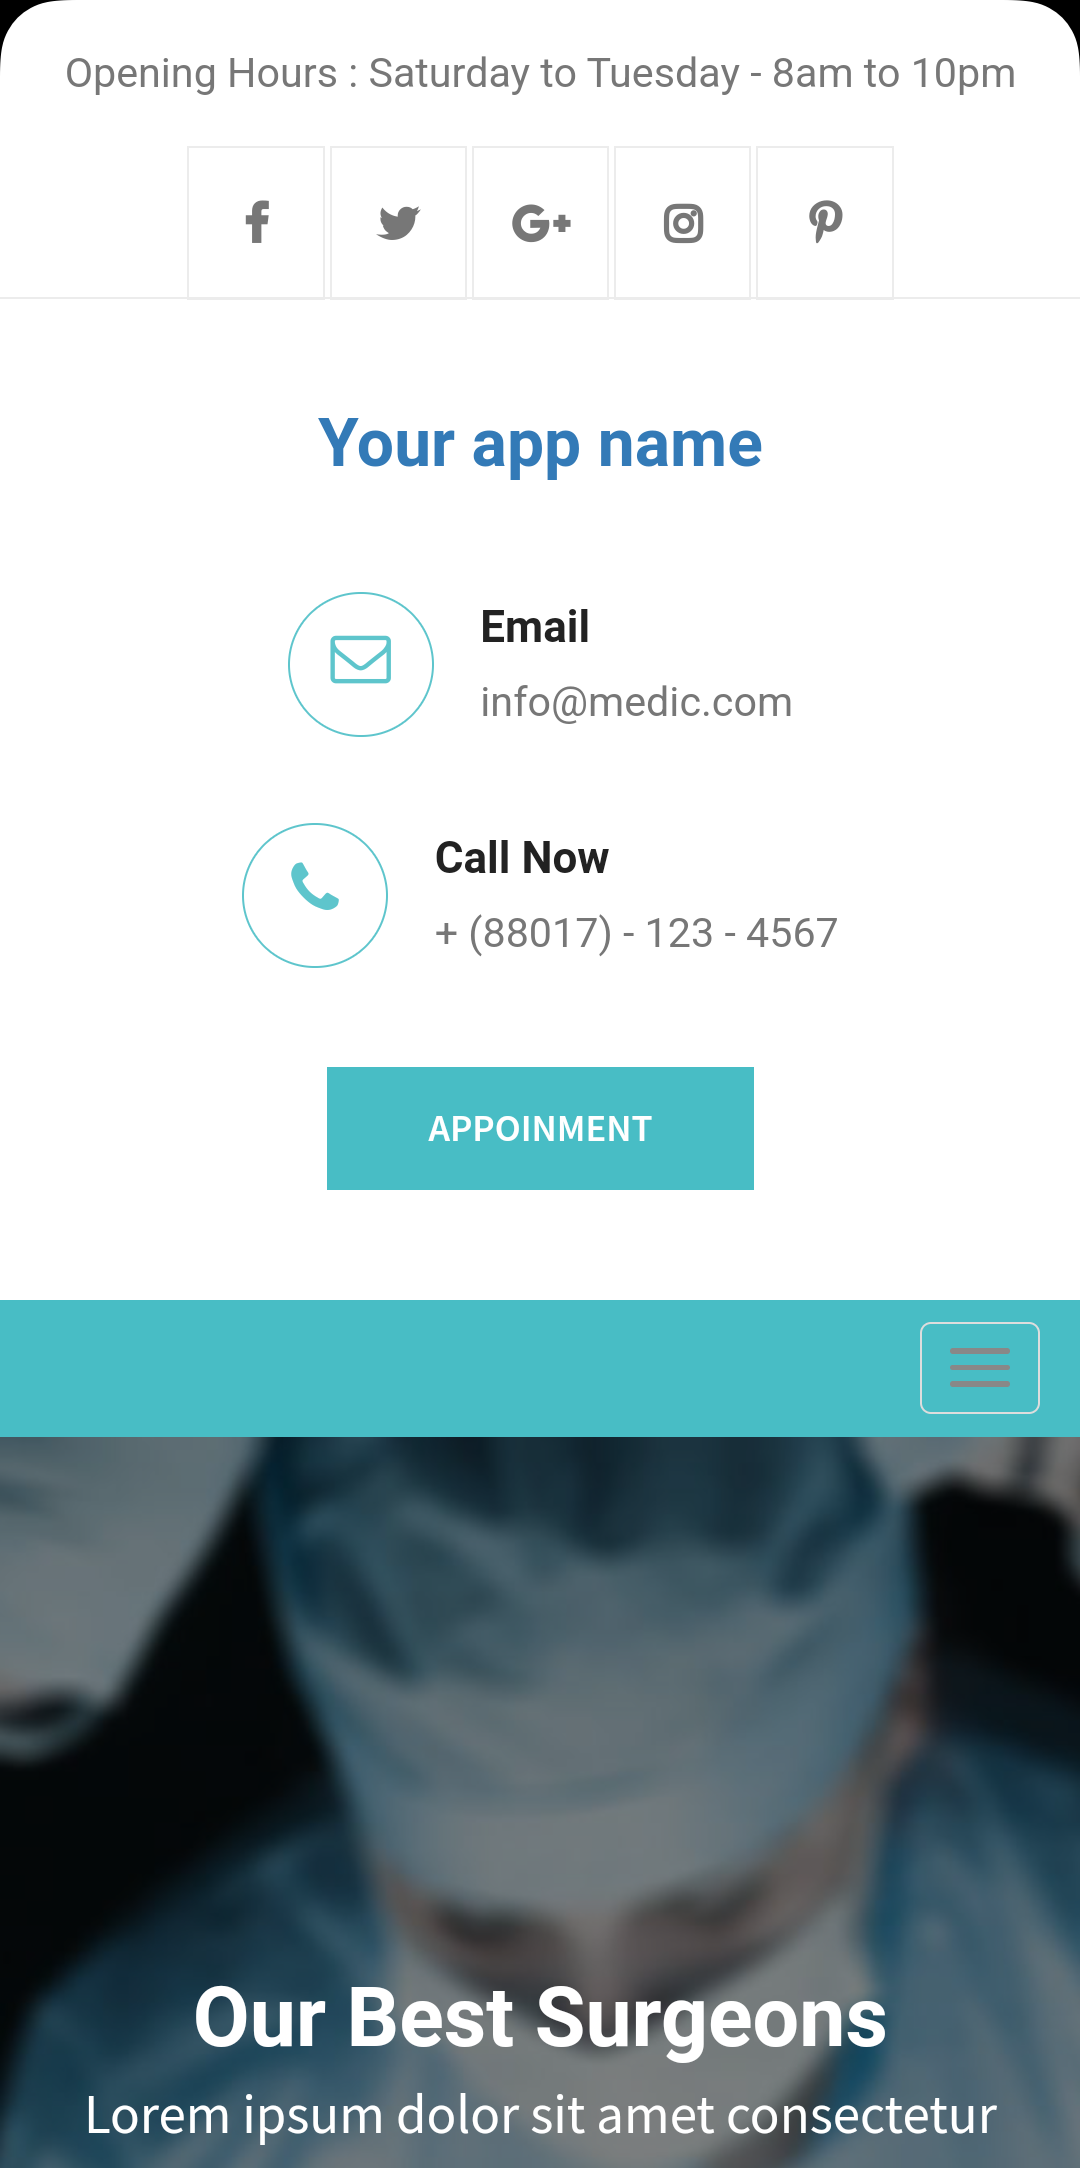 Opening Hours : Saturday to Tuesday - 8am to 10pm
Your app name
Email
info@medic.com
Call Now
+ (88017) - 123 - 4567
APPOINMENT
Our Best Surgeons
Lorem ipsum dolor sit amet consectetur